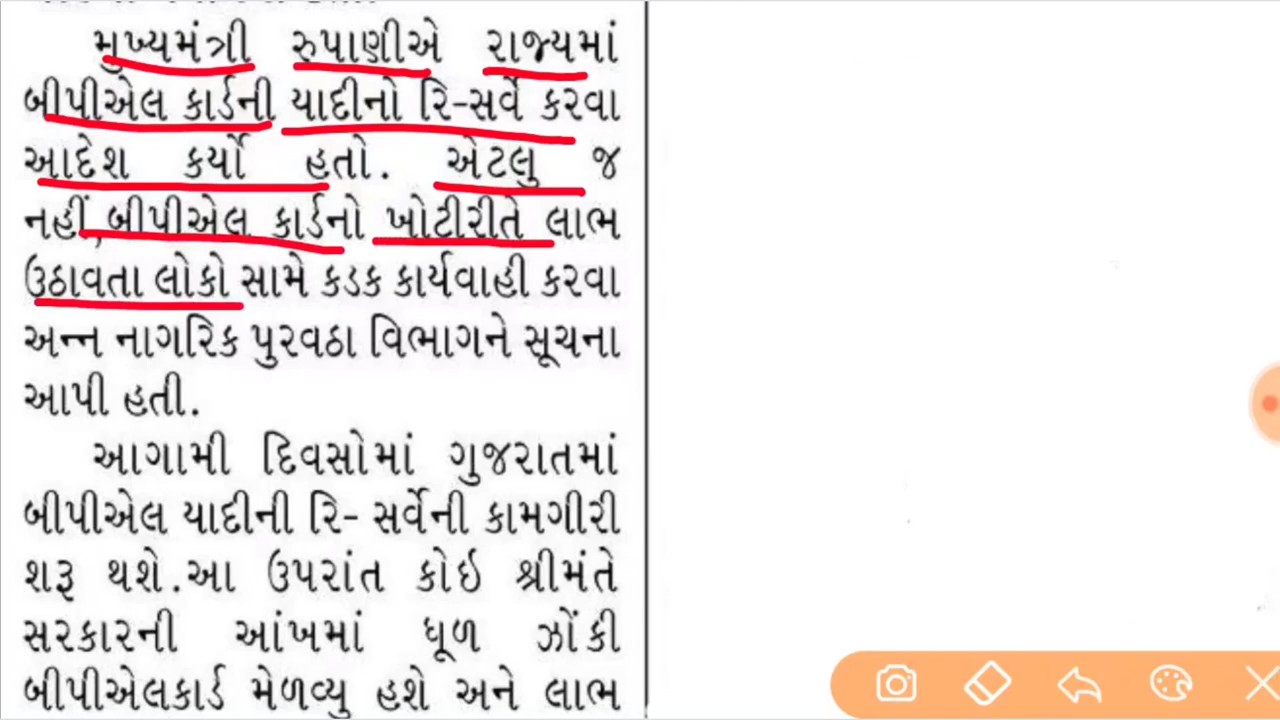 મુખ્યમંત્રી રુપાણીએ રાજ્યમાં
બીપીએલ કાર્ડની યાદીનો રિ-સર્વે કરવા
આદેશ કર્યો હતો. એટલુ જ
નહીં,બીપીએલ કાર્ડનો ખોટીરીતે લાભ
ઉઠાવતા લોકો સામે કડક કાર્યવાહી કરવા
અન્ન નાગરિક પુરવઠા વિભાગને સૂચના
આપી હતી.
આગામી દિવસોમાં ગુજરાતમાં
બીપીએલ યાદીની રિ- સર્વેની કામગીરી
શરૂ થશે.આ ઉપરાંત કોઇ શ્રીમંતે
સરકારની આંખમાં ધૂળ ઝોંકી
બીપીએલકાર્ડ મેળવ્યુ હશે અને લાભ